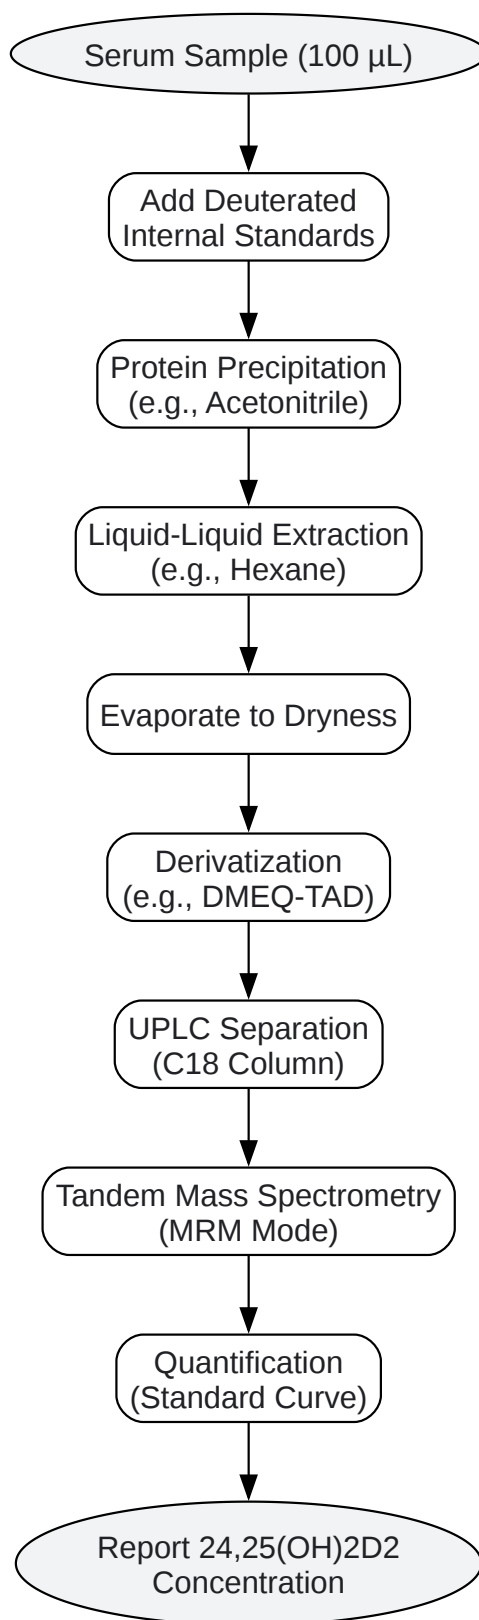 Serum Sample (100 µL)
Add Deuterated
Internal Standards
Protein Precipitation
(e.g., Acetonitrile)
Liquid-Liquid Extraction
(e.g., Hexane)
Evaporate to Dryness
Derivatization
(e.g., DMEQ-TAD)
UPLC Separation
(C18 Column)
Tandem Mass Spectrometry
(MRM Mode)
Quantification
(Standard Curve)
Report 24,25(OH)2D2
Concentration